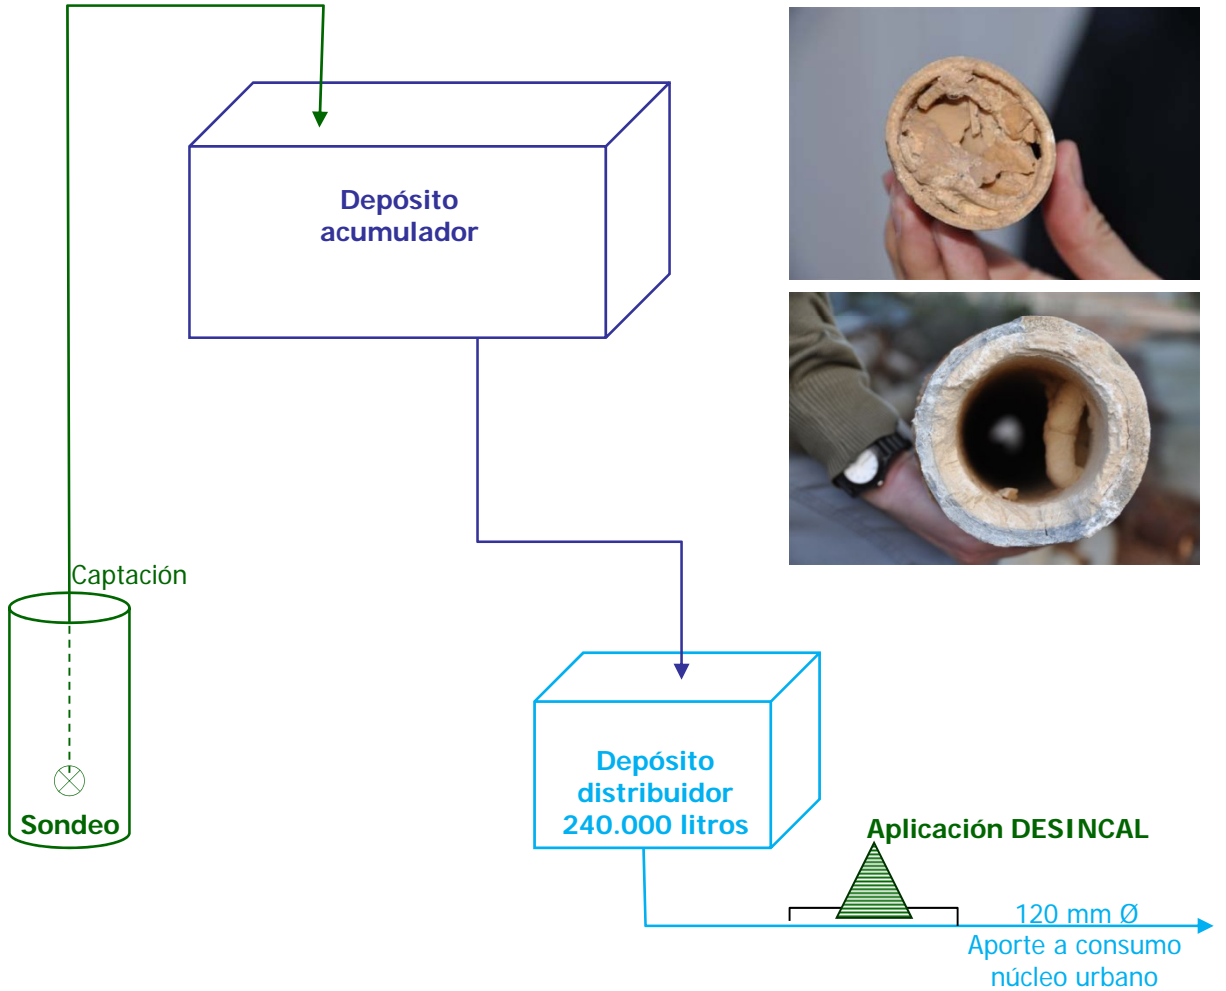 Depósito
acumulador
Captación
Sondeo
Depósito
distribuidor
240.000 litros
Aplicación DESINCAL
120 mm Ø
Aporte a consumo
núcleo urbano